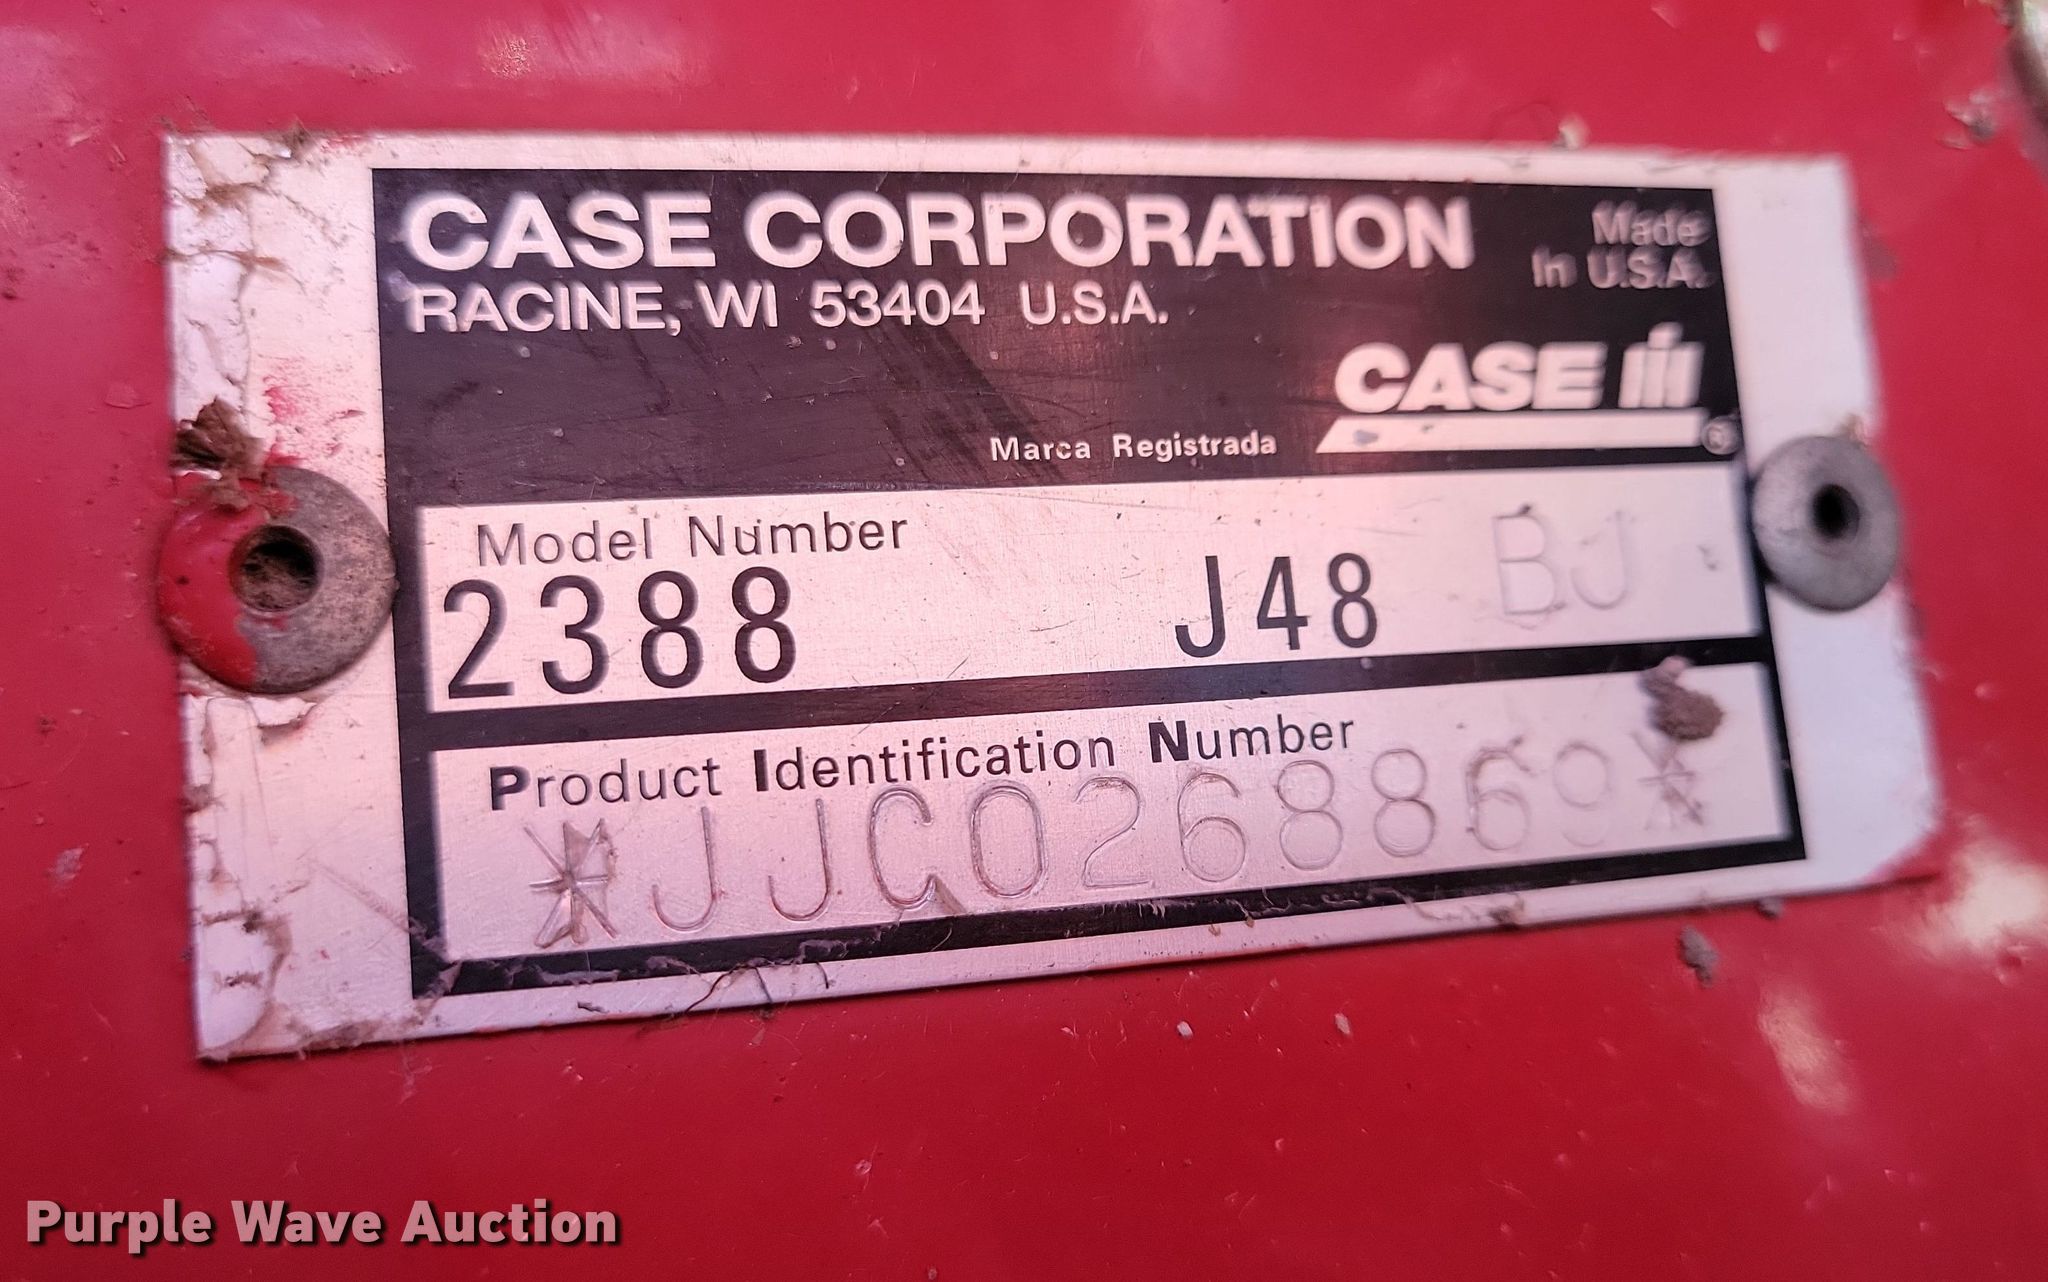 CASE CORPORATION
Made
In U.S.A.
RACINE, WI 53404 U.S.A.
CASE III
®
Marca Registrada
Model Number
2388 J48 BJ
Product Identification Number
*JJC0268869*
Purple Wave Auction